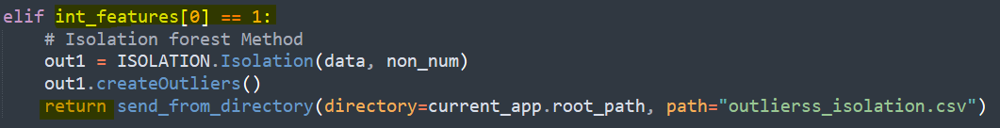 elif int_features[0] == 1:
# Isolation forest Method
out1 = ISOLATION.Isolation(data, non_num)
out1.createOutliers()
return send_from_directory(directory=current_app.root_path, path="outlierss_isolation.csv")